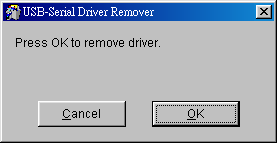 USB-Serial Driver Remover
Press OK to remove driver.
Cancel
OK